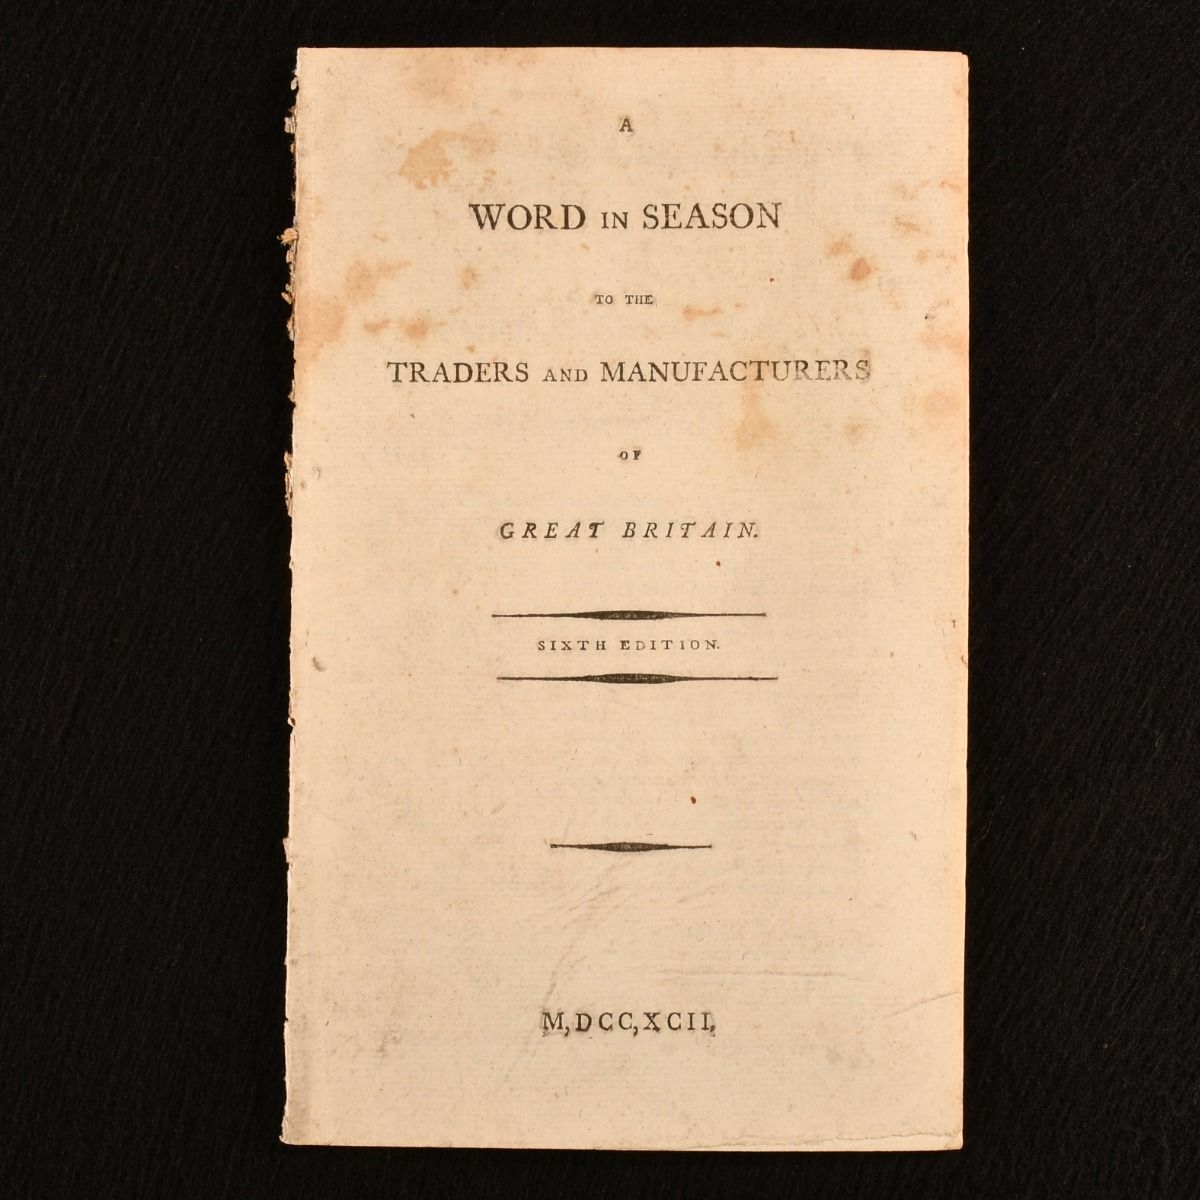 A
WORD IN SEASON
TO THE
TRADERS AND MANUFACTURERS
OF
GREAT BRITAIN.
SIXTH EDITION.
M,DCC,XCII,